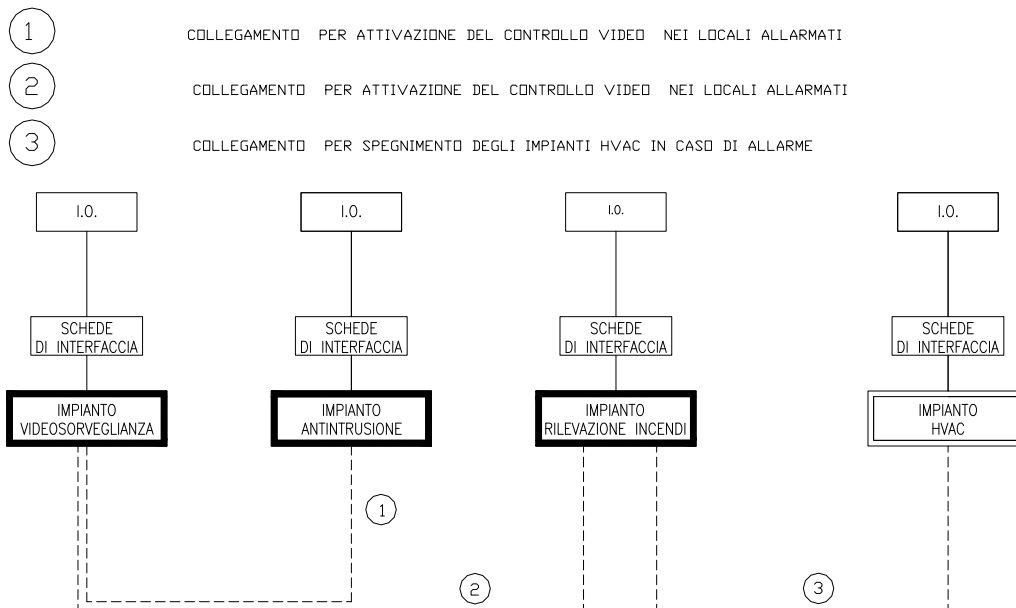 1 COLLEGAMENTO PER ATTIVAZIONE DEL CONTROLLO VIDEO NEI LOCALI ALLARMATI
2 COLLEGAMENTO PER ATTIVAZIONE DEL CONTROLLO VIDEO NEI LOCALI ALLARMATI
3 COLLEGAMENTO PER SPEGNIMENTO DEGLI IMPIANTI HVAC IN CASO DI ALLARME
I.O. I.O. I.O. I.O.
SCHEDE SCHEDE SCHEDE SCHEDE
DI INTERFACCIA DI INTERFACCIA DI INTERFACCIA DI INTERFACCIA
IMPIANTO IMPIANTO IMPIANTO IMPIANTO
VIDEOSORVEGLIANZA ANTINTRUSIONE RILEVAZIONE INCENDI HVAC
1
2 3